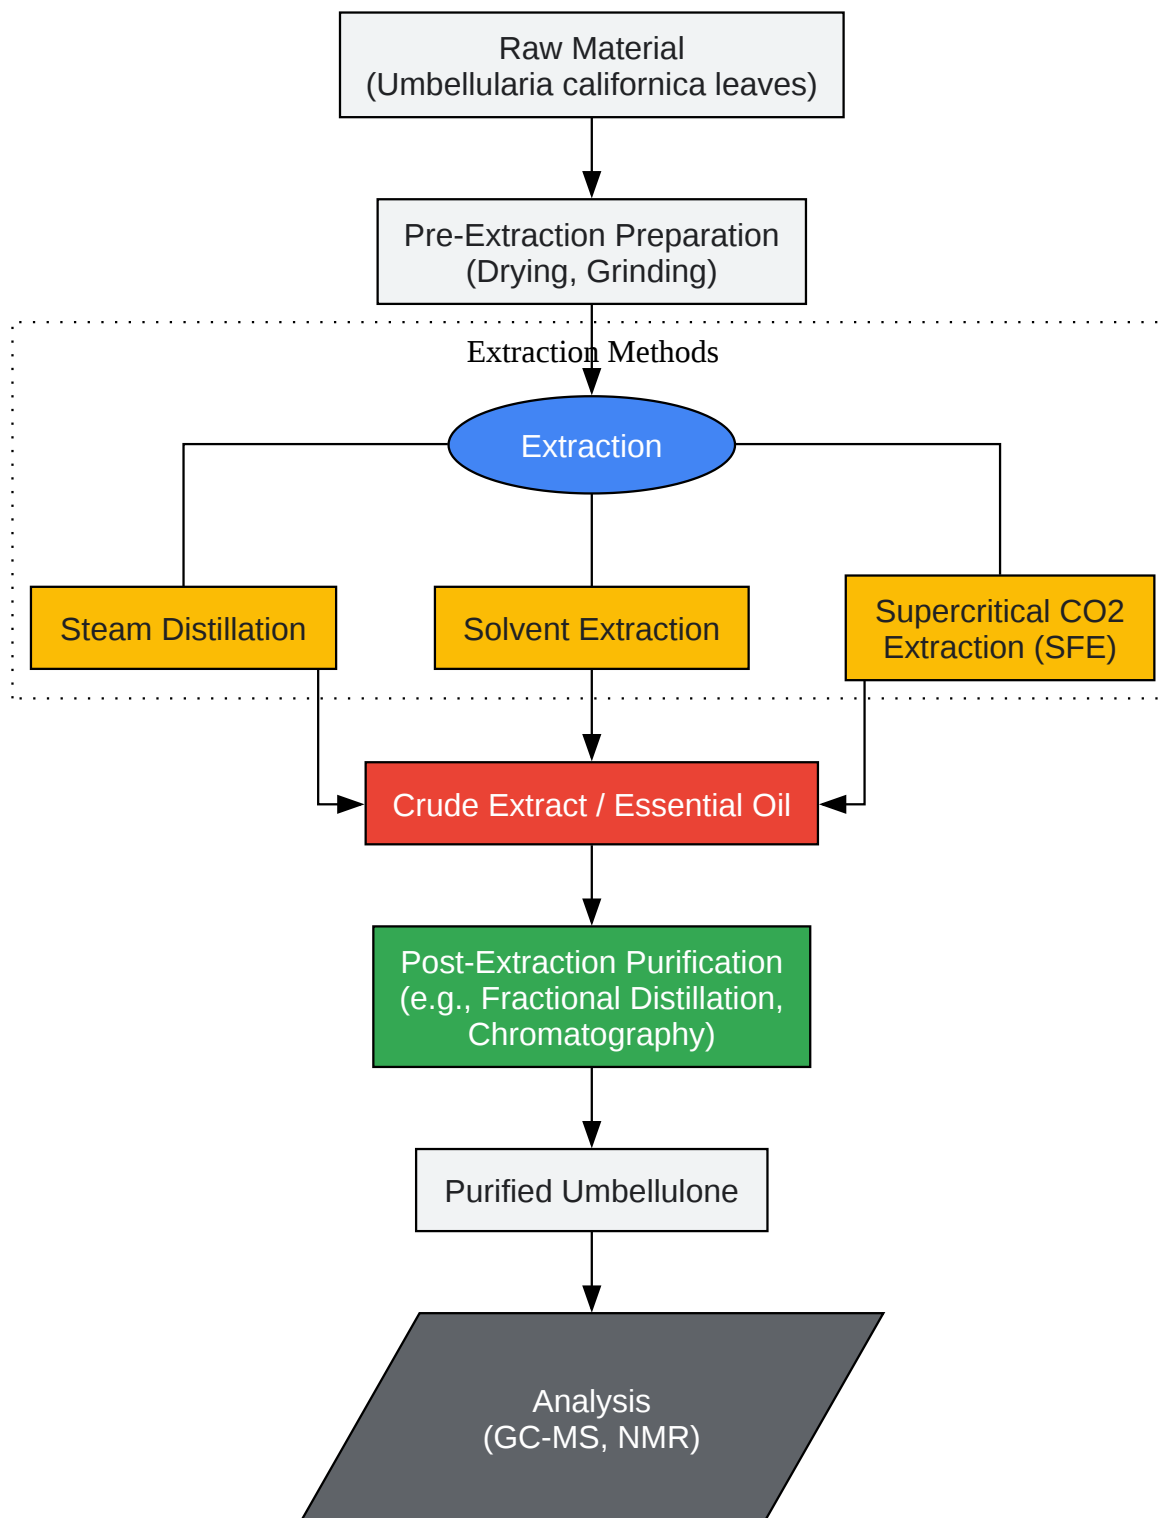 Raw Material
(Umbellularia californica leaves)
Pre-Extraction Preparation
(Drying, Grinding)
Extraction Methods
Extraction
Steam Distillation
Solvent Extraction
Supercritical CO2
Extraction (SFE)
Crude Extract / Essential Oil
Post-Extraction Purification
(e.g., Fractional Distillation,
Chromatography)
Purified Umbellulone
Analysis
(GC-MS, NMR)